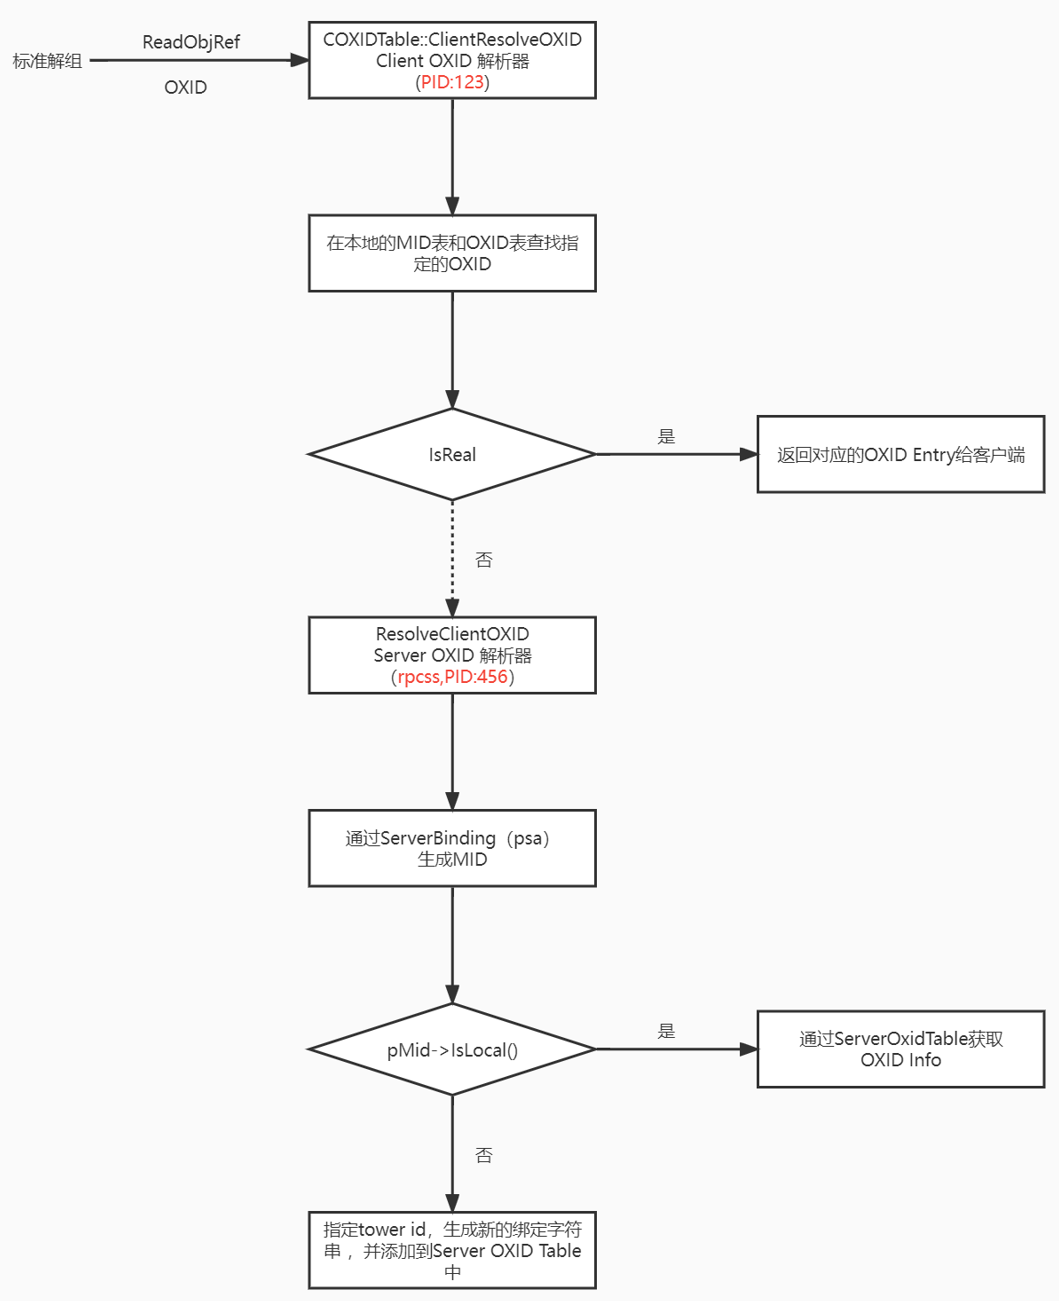 标准解组
ReadObjRef
OXID
COXIDTable::ClientResolveOXID
Client OXID 解析器
(PID:123)
在本地的MID表和OXID表查找指
定的OXID
IsReal
是
返回对应的OXID Entry给客户端
否
ResolveClientOXID
Server OXID 解析器
（rpcss,PID:456）
通过ServerBinding（psa）
生成MID
pMid->IsLocal()
是
通过ServerOxidTable获取
OXID Info
否
指定tower id，生成新的绑定字符
串 ，并添加到Server OXID Table
中